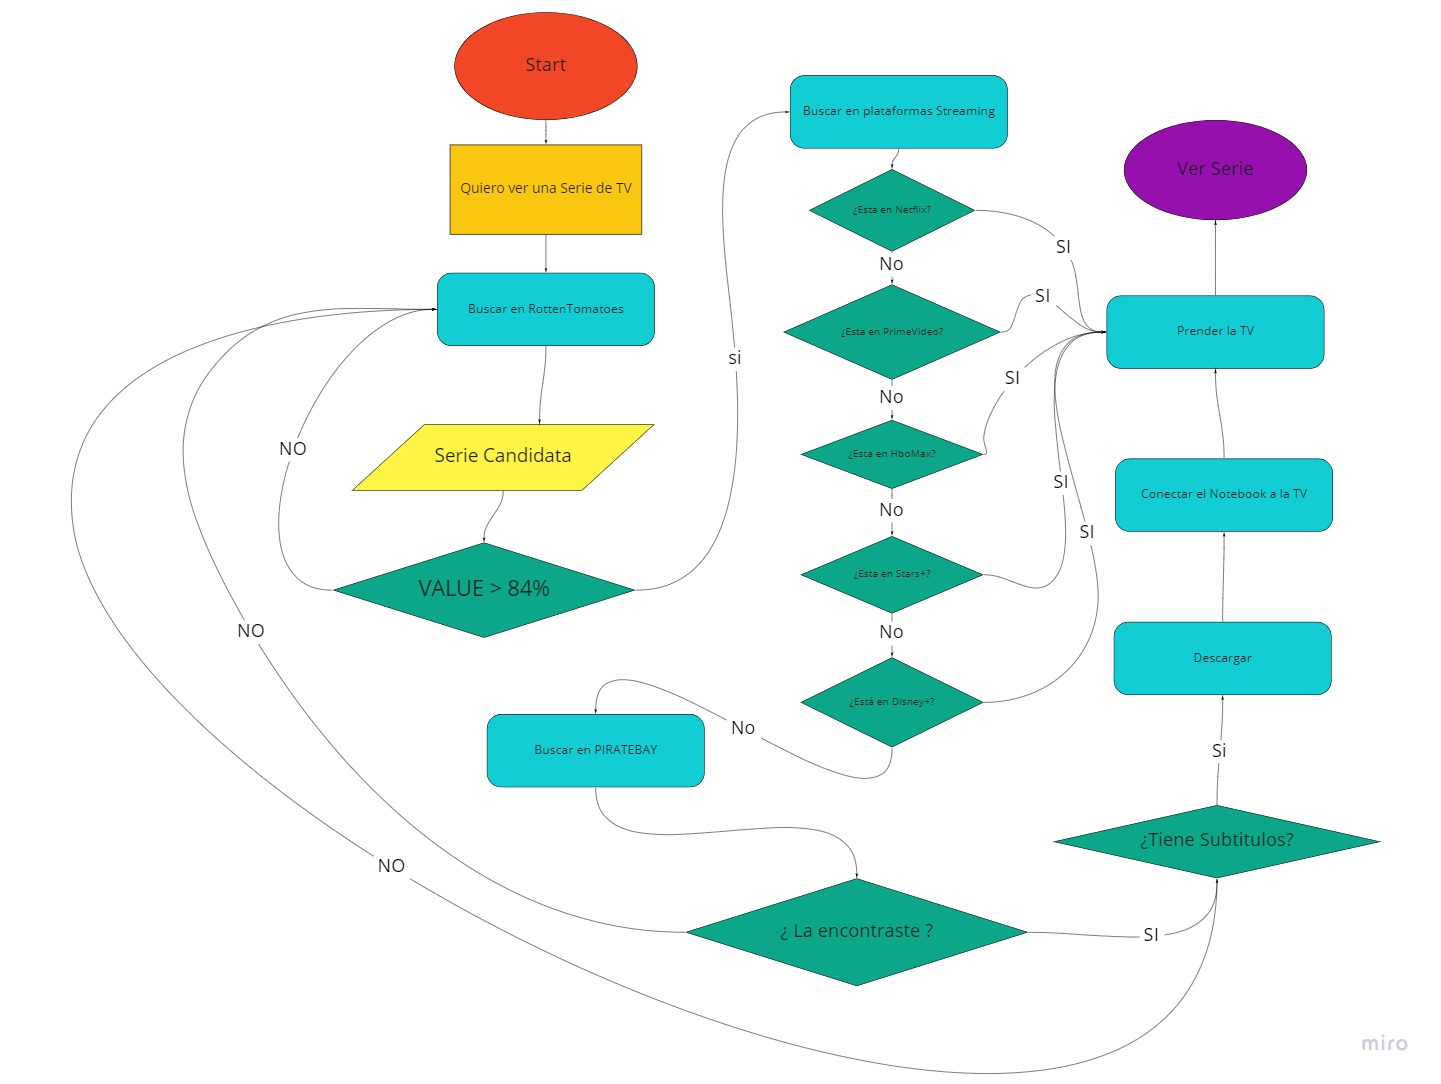 Start
Quiero ver una Serie de TV
Buscar en RottenTomatoes
Serie Candidata
VALUE > 84%
NO
si
Buscar en plataformas Streaming
¿Esta en Netflix?
SI
No
¿Esta en PrimeVideo?
SI
No
¿Esta en HboMax?
SI
No
¿Esta en Stars+?
SI
No
¿Está en Disney+?
SI
No
Buscar en PIRATEBAY
¿ La encontraste ?
NO
SI
¿Tiene Subtitulos?
NO
Si
Descargar
Conectar el Notebook a la TV
Prender la TV
Ver Serie
miro